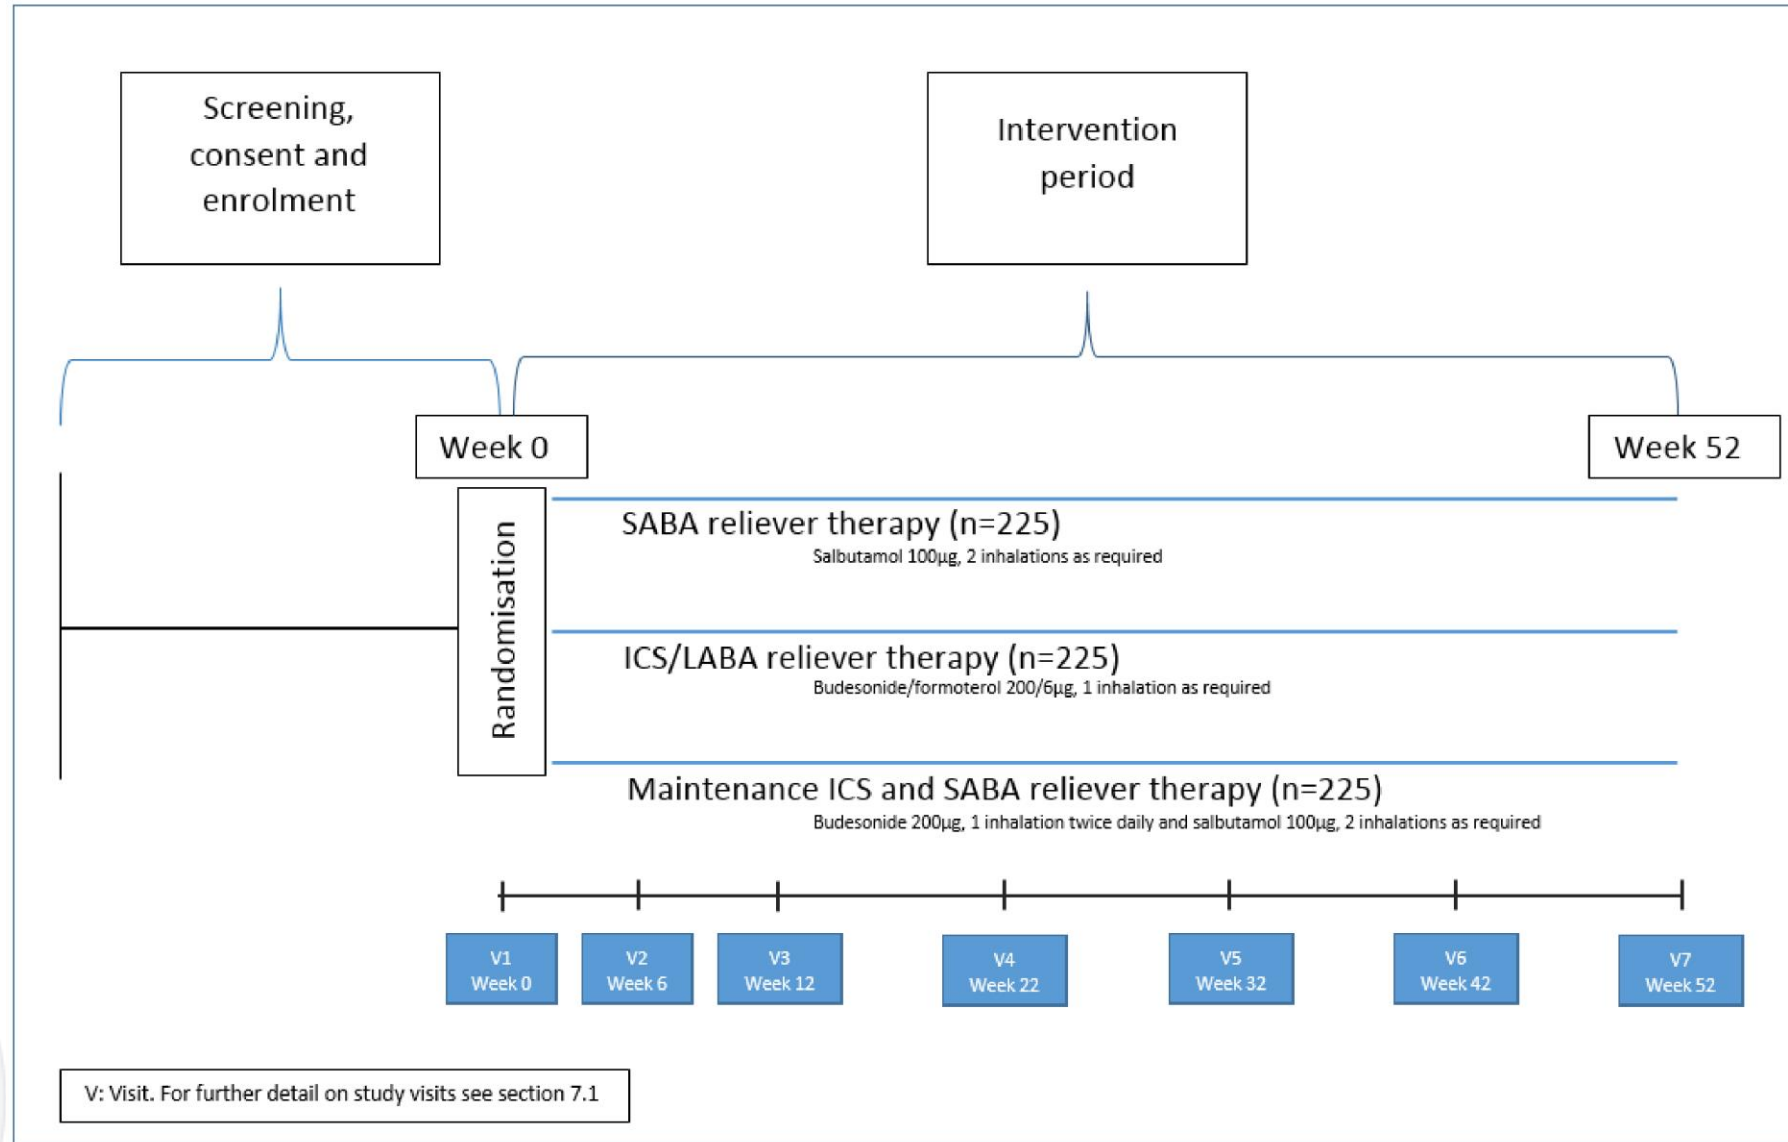 Screening,
consent and
enrolment
Intervention
period
Week 0
Week 52
Randomisation
SABA reliever therapy (n=225)
Salbutamol 100µg, 2 inhalations as required
ICS/LABA reliever therapy (n=225)
Budesonide/formoterol 200/6µg, 1 inhalation as required
Maintenance ICS and SABA reliever therapy (n=225)
Budesonide 200µg, 1 inhalation twice daily and salbutamol 100µg, 2 inhalations as required
V1
Week 0
V2
Week 6
V3
Week 12
V4
Week 22
V5
Week 32
V6
Week 42
V7
Week 52
V: Visit. For further detail on study visits see section 7.1